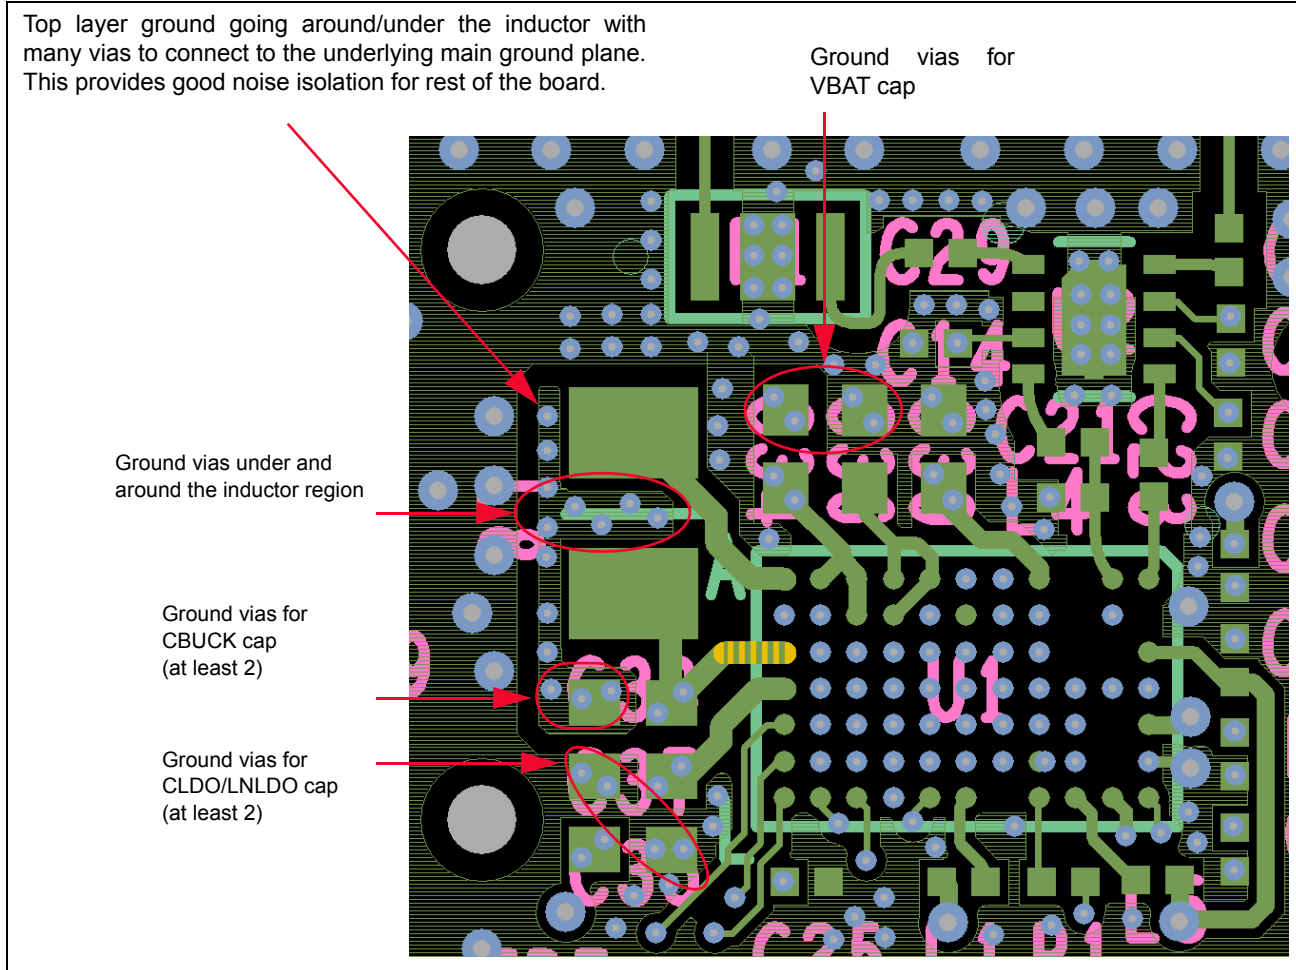 Top layer ground going around/under the inductor with
many vias to connect to the underlying main ground plane.
This provides good noise isolation for rest of the board.
Ground vias for
VBAT cap
C29
C14
Ground vias under and
around the inductor region
Ground vias for
CBUCK cap
(at least 2)
U1
Ground vias for
CLDO/LNLDO cap
(at least 2)